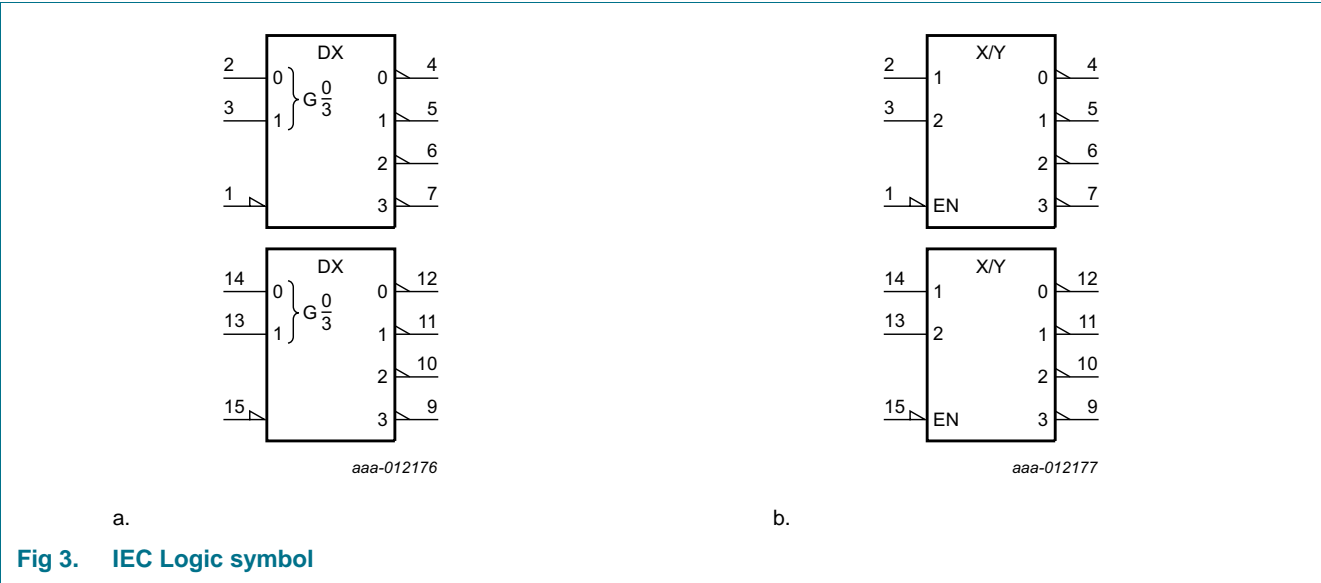 DX
X/Y
2 0 0 4
2 1 0 4
3 1 G 0/3 1 5
3 2 1 5
2 6
2 6
1 3 7
1 EN 3 7
DX
X/Y
14 0 0 12
14 1 0 12
13 1 G 0/3 1 11
13 2 1 11
2 10
2 10
15 3 9
15 EN 3 9
aaa-012176
aaa-012177
a.
b.
Fig 3. IEC Logic symbol